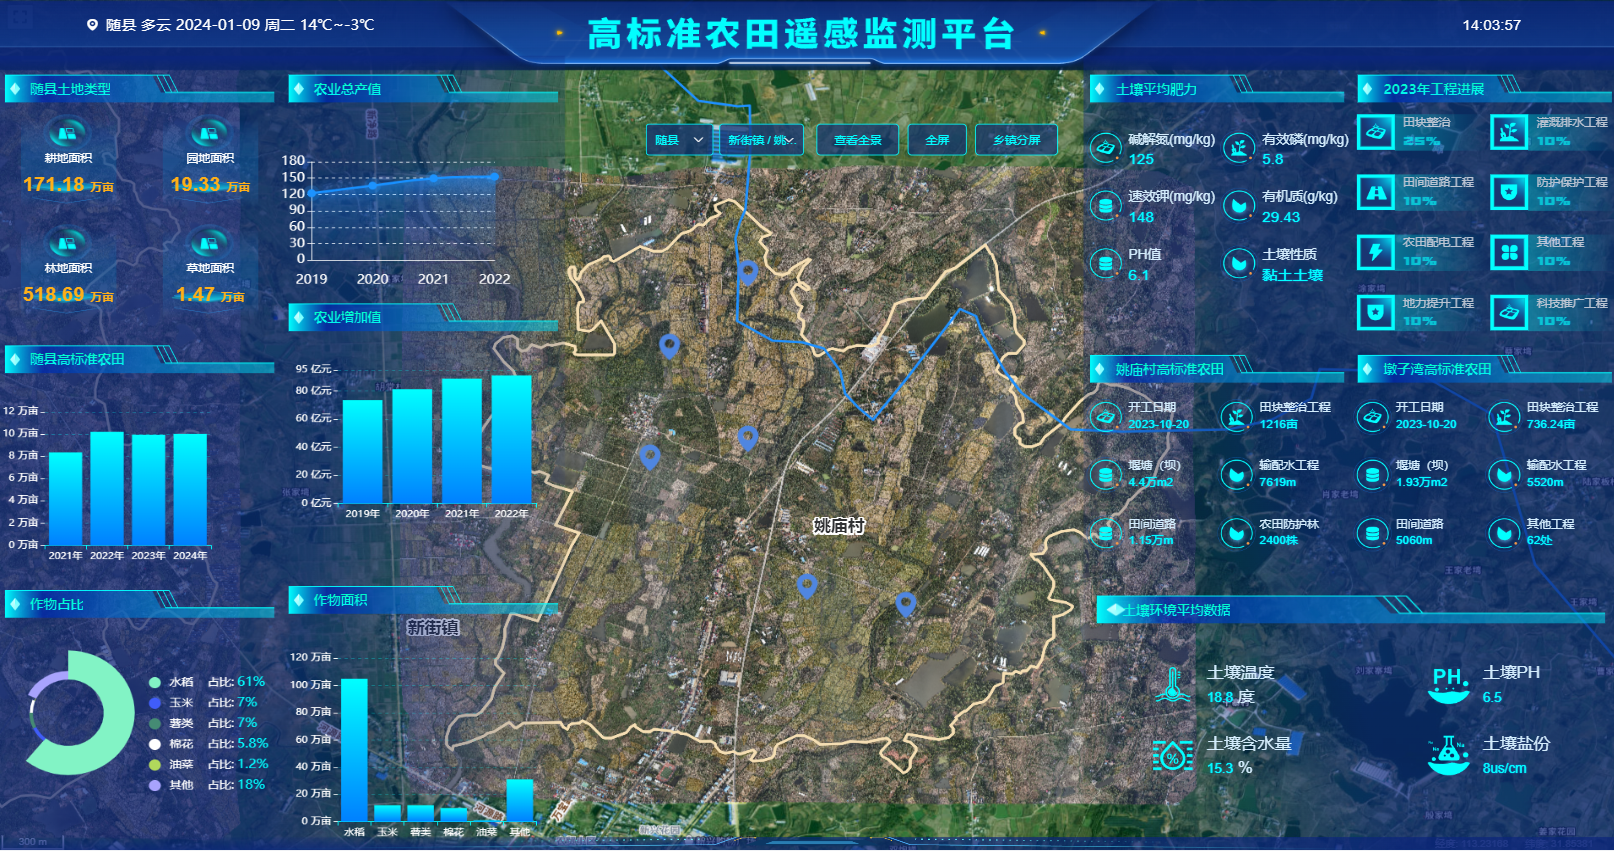 随县 多云 2024-01-09 周二 14℃~-3℃
高标准农田遥感监测平台
14:03:57
随县土地类型
耕地面积
171.18 万亩
园地面积
19.33 万亩
林地面积
518.69 万亩
草地面积
1.47 万亩
随县高标准农田
12 万亩
10 万亩
8 万亩
6 万亩
4 万亩
2 万亩
0 万亩
2021年 2022年 2023年 2024年
作物占比
水稻 占比: 61%
玉米 占比: 7%
薯类 占比: 7%
棉花 占比: 5.8%
油菜 占比: 1.2%
其他 占比: 18%
300 m
农业总产值
180
150
120
90
60
30
0
2019 2020 2021 2022
农业增加值
95 亿元
80 亿元
60 亿元
40 亿元
20 亿元
0 亿元
2019年 2020年 2021年 2022年
作物面积
新街镇
120 万亩
100 万亩
80 万亩
60 万亩
40 万亩
20 万亩
0 万亩
水稻 玉米 薯类 棉花 油菜 其他
随县
新街镇 / 姚...
查看全景
全屏
乡镇分屏
姚庙村
土壤平均肥力
碱解氮(mg/kg)
125
有效磷(mg/kg)
5.8
速效钾(mg/kg)
148
有机质(g/kg)
29.43
PH值
6.1
土壤性质
黏土土壤
2023年工程进展
田块整治
25%
灌溉排水工程
10%
田间道路工程
10%
防护保护工程
10%
农田配电工程
10%
其他工程
10%
地力提升工程
10%
科技推广工程
10%
姚庙村高标准农田
开工日期
2023-10-20
田块整治工程
1216亩
堰塘（坝）
4.4万m2
输配水工程
7619m
田间道路
1.15万m
农田防护林
2400株
墩子湾高标准农田
开工日期
2023-10-20
田块整治工程
736.24亩
堰塘（坝）
1.93万m2
输配水工程
5520m
田间道路
5060m
其他工程
62处
肖家老塆
王家老塆
王家塆
土壤环境平均数据
土壤温度
18.8 度
PH
土壤PH
6.5
土壤含水量
15.3 %
土壤盐份
8us/cm